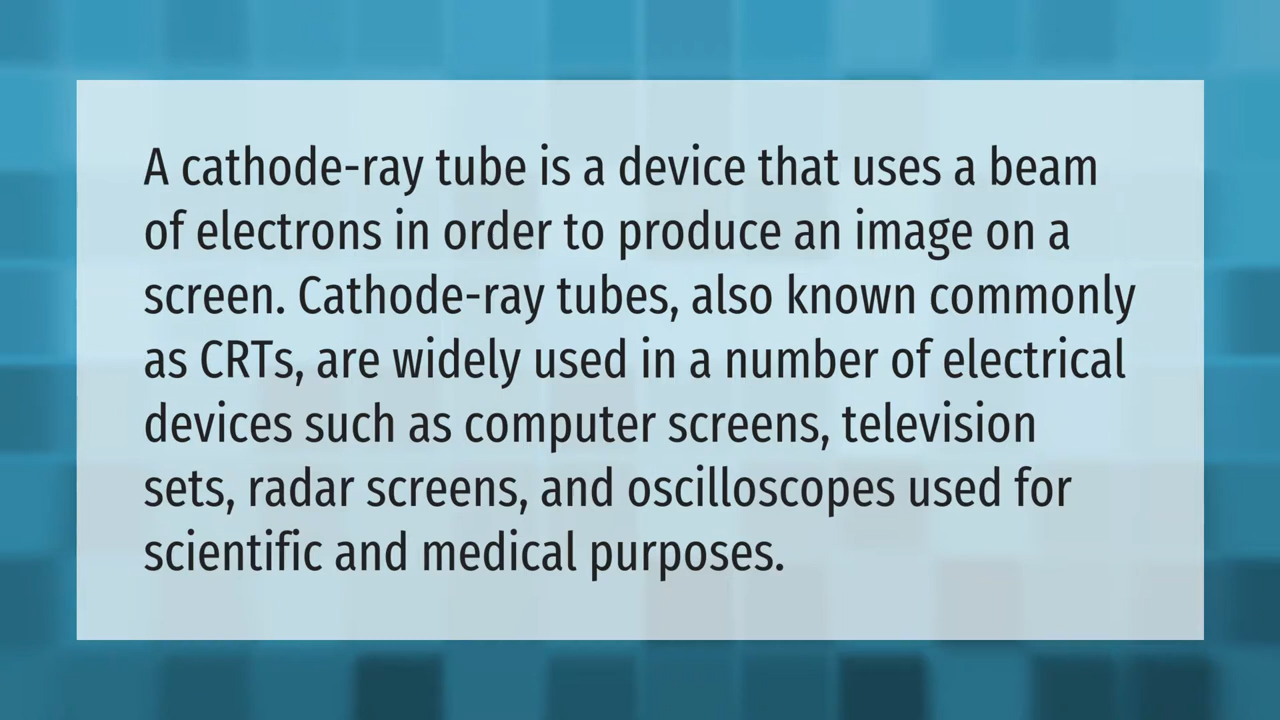 A cathode-ray tube is a device that uses a beam
of electrons in order to produce an image on a
screen. Cathode-ray tubes, also known commonly
as CRTs, are widely used in a number of electrical
devices such as computer screens, television
sets, radar screens, and oscilloscopes used for
scientific and medical purposes.